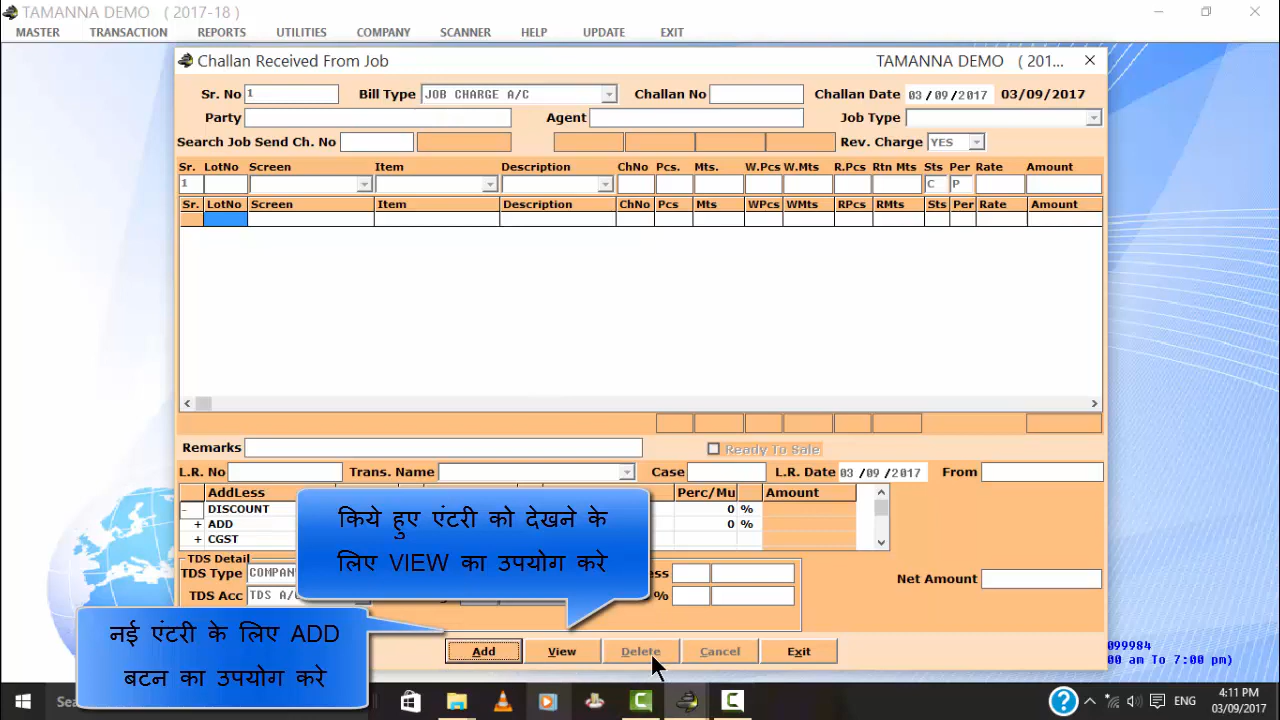 TAMANNA DEMO ( 2017-18 )
MASTER TRANSACTION REPORTS UTILITIES COMPANY SCANNER HELP UPDATE EXIT
Challan Received From Job TAMANNA DEMO ( 201...
Sr. No 1 Bill Type JOB CHARGE A/C Challan No Challan Date 03/09/2017 03/09/2017
Party Agent Job Type
Search Job Send Ch. No Rev. Charge YES
Sr. LotNo Screen Item Description ChNo Pcs. Mts. W.Pcs W.Mts R.Pcs Rtn Mts Sts Per Rate Amount
1 C P
Sr. LotNo Screen Item Description ChNo Pcs Mts WPcs WMts RPcs RMts Sts Per Rate Amount
Remarks Ready To Sale
L.R. No Trans. Name Case L.R. Date 03/09/2017 From
AddLess Perc/Mu Amount
- DISCOUNT 0 %
+ ADD 0 %
+ CGST
किये हुए एंटरी को देखने के
लिए VIEW का उपयोग करे
TDS Detail
TDS Type Net Amount
TDS Acc TDS %
नई एंटरी के लिए ADD
बटन का उपयोग करे
Add View Delete Cancel Exit
099984
00 am To 7:00 pm)
ENG 4:11 PM
03/09/2017